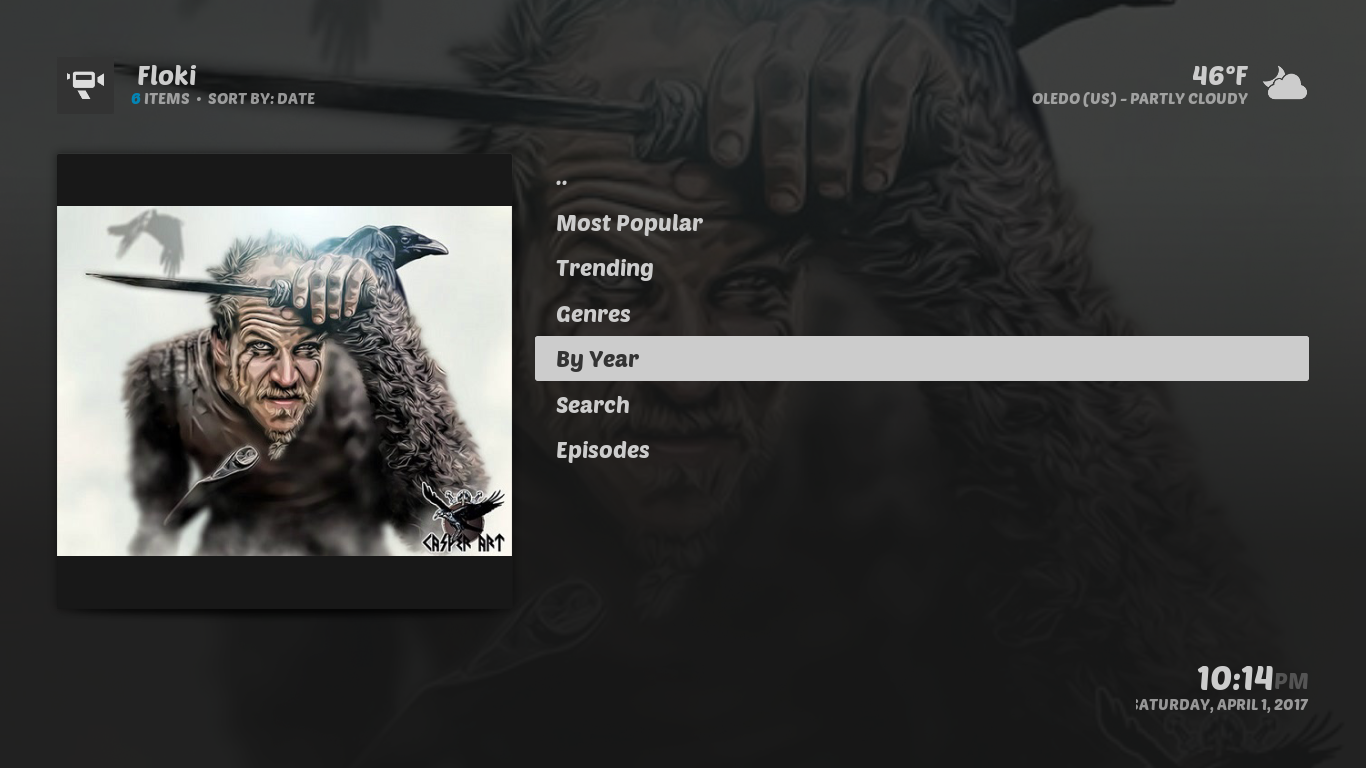 Floki
6 ITEMS • SORT BY: DATE
46°F
OLEDO (US) - PARTLY CLOUDY
..
Most Popular
Trending
Genres
By Year
Search
Episodes
CASPER ART
10:14PM
SATURDAY, APRIL 1, 2017